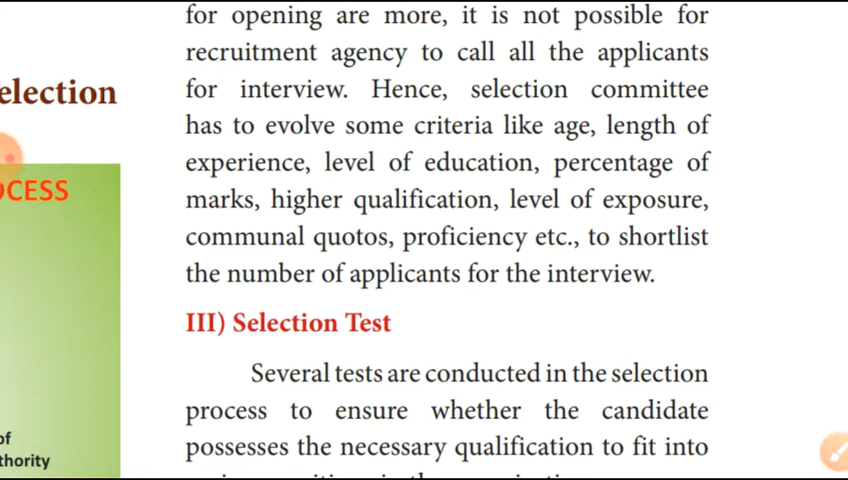 for opening are more, it is not possible for
recruitment agency to call all the applicants
for interview. Hence, selection committee
has to evolve some criteria like age, length of
experience, level of education, percentage of
marks, higher qualification, level of exposure,
communal quotos, proficiency etc., to shortlist
the number of applicants for the interview.
III) Selection Test
Several tests are conducted in the selection
process to ensure whether the candidate
possesses the necessary qualification to fit into
election
OCESS
of
thority